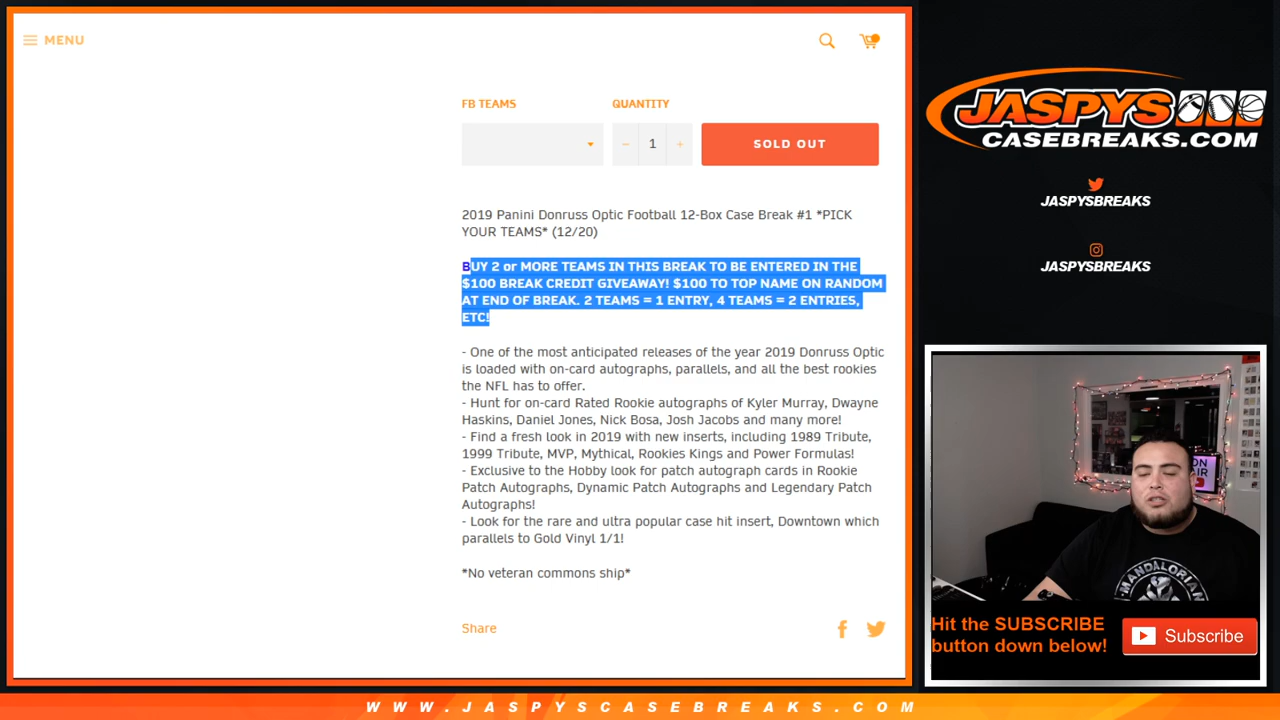 MENU
FB TEAMS
QUANTITY
− 1 +
SOLD OUT
2019 Panini Donruss Optic Football 12-Box Case Break #1 *PICK
YOUR TEAMS* (12/20)
BUY 2 or MORE TEAMS IN THIS BREAK TO BE ENTERED IN THE
$100 BREAK CREDIT GIVEAWAY! $100 TO TOP NAME ON RANDOM
AT END OF BREAK. 2 TEAMS = 1 ENTRY, 4 TEAMS = 2 ENTRIES,
ETC!
- One of the most anticipated releases of the year 2019 Donruss Optic
is loaded with on-card autographs, parallels, and all the best rookies
the NFL has to offer.
- Hunt for on-card Rated Rookie autographs of Kyler Murray, Dwayne
Haskins, Daniel Jones, Nick Bosa, Josh Jacobs and many more!
- Find a fresh look in 2019 with new inserts, including 1989 Tribute,
1999 Tribute, MVP, Mythical, Rookies Kings and Power Formulas!
- Exclusive to the Hobby look for patch autograph cards in Rookie
Patch Autographs, Dynamic Patch Autographs and Legendary Patch
Autographs!
- Look for the rare and ultra popular case hit insert, Downtown which
parallels to Gold Vinyl 1/1!
*No veteran commons ship*
Share
JASPYS
CASEBREAKS.COM
JASPYSBREAKS
JASPYSBREAKS
ON
AIR
MANDALORIAN
Hit the SUBSCRIBE
button down below!
Subscribe
WWW.JASPYSCASEBREAKS.COM